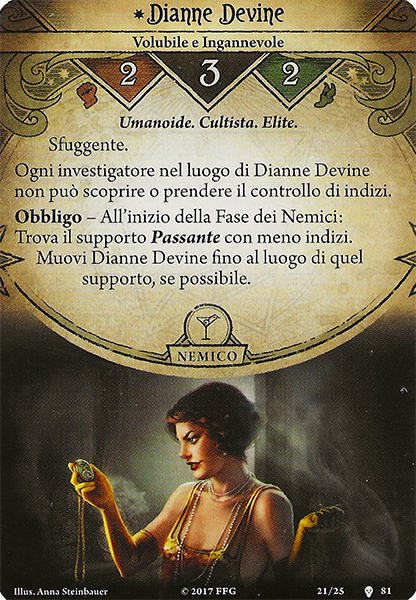 Dianne Devine
Volubile e Ingannevole
2 3 2
Umanoide. Cultista. Elite.
Sfuggente.
Ogni investigatore nel luogo di Dianne Devine
non può scoprire o prendere il controllo di indizi.
Obbligo – All'inizio della Fase dei Nemici:
Trova il supporto Passante con meno indizi.
Muovi Dianne Devine fino al luogo di quel
supporto, se possibile.
NEMICO
Illus. Anna Steinbauer © 2017 FFG 21/25 81